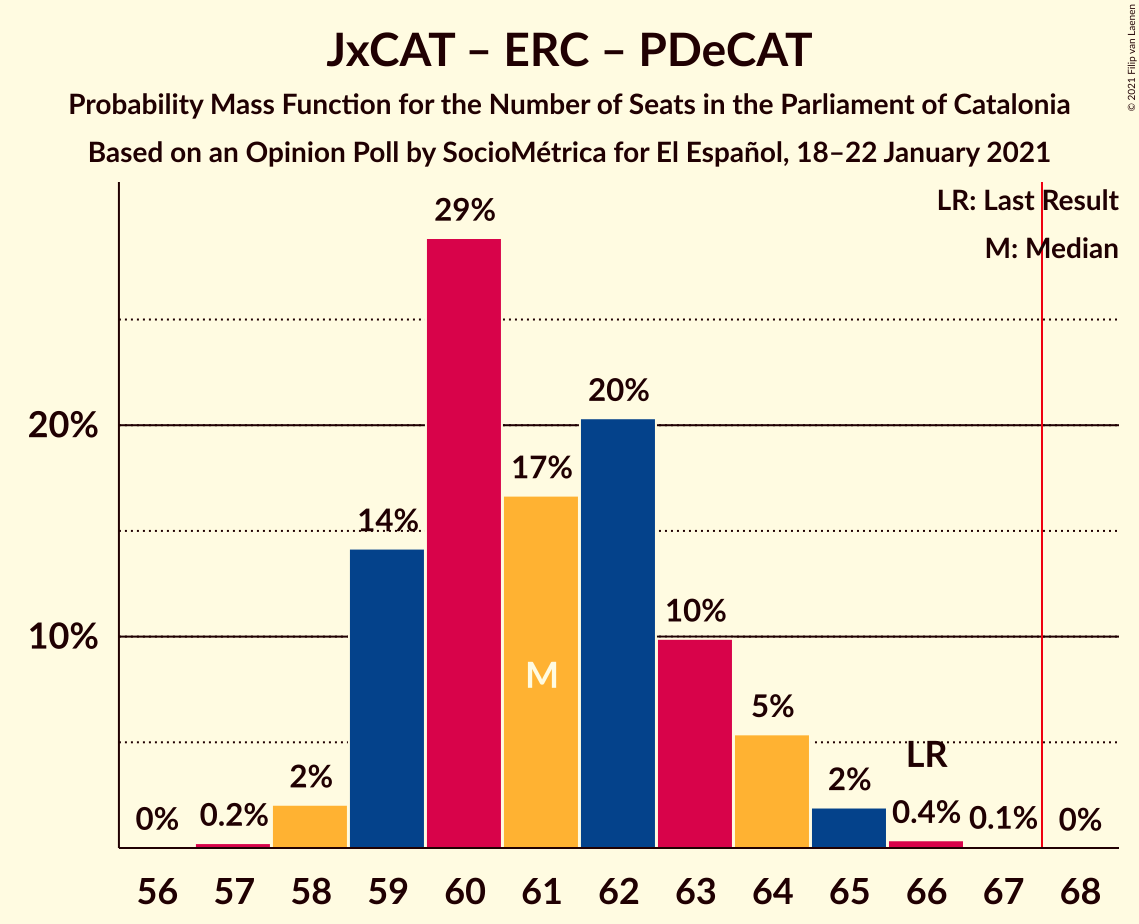 JxCAT – ERC – PDeCAT
Probability Mass Function for the Number of Seats in the Parliament of Catalonia
Based on an Opinion Poll by SocioMétrica for El Español, 18–22 January 2021
© 2021 Filip van Laenen
LR: Last Result
M: Median
29%
20%
20%
17%
14%
10%
10%
M
5%
LR
2%
2%
0%
0.2%
0.4%
0.1%
0%
56 57 58 59 60 61 62 63 64 65 66 67 68